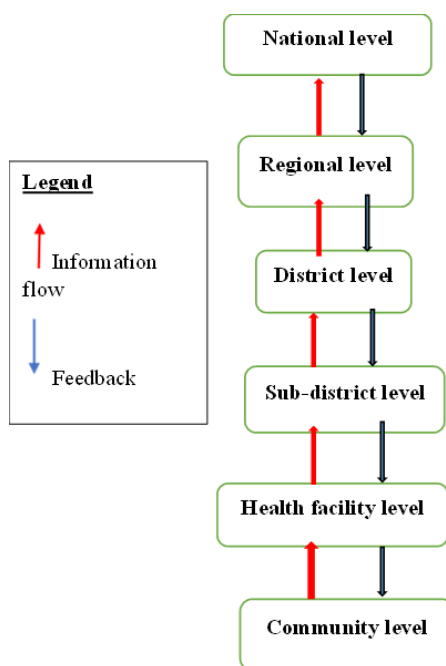 National level
Regional level
Legend
Information
flow
Feedback
District level
Sub-district level
Health facility level
Community level